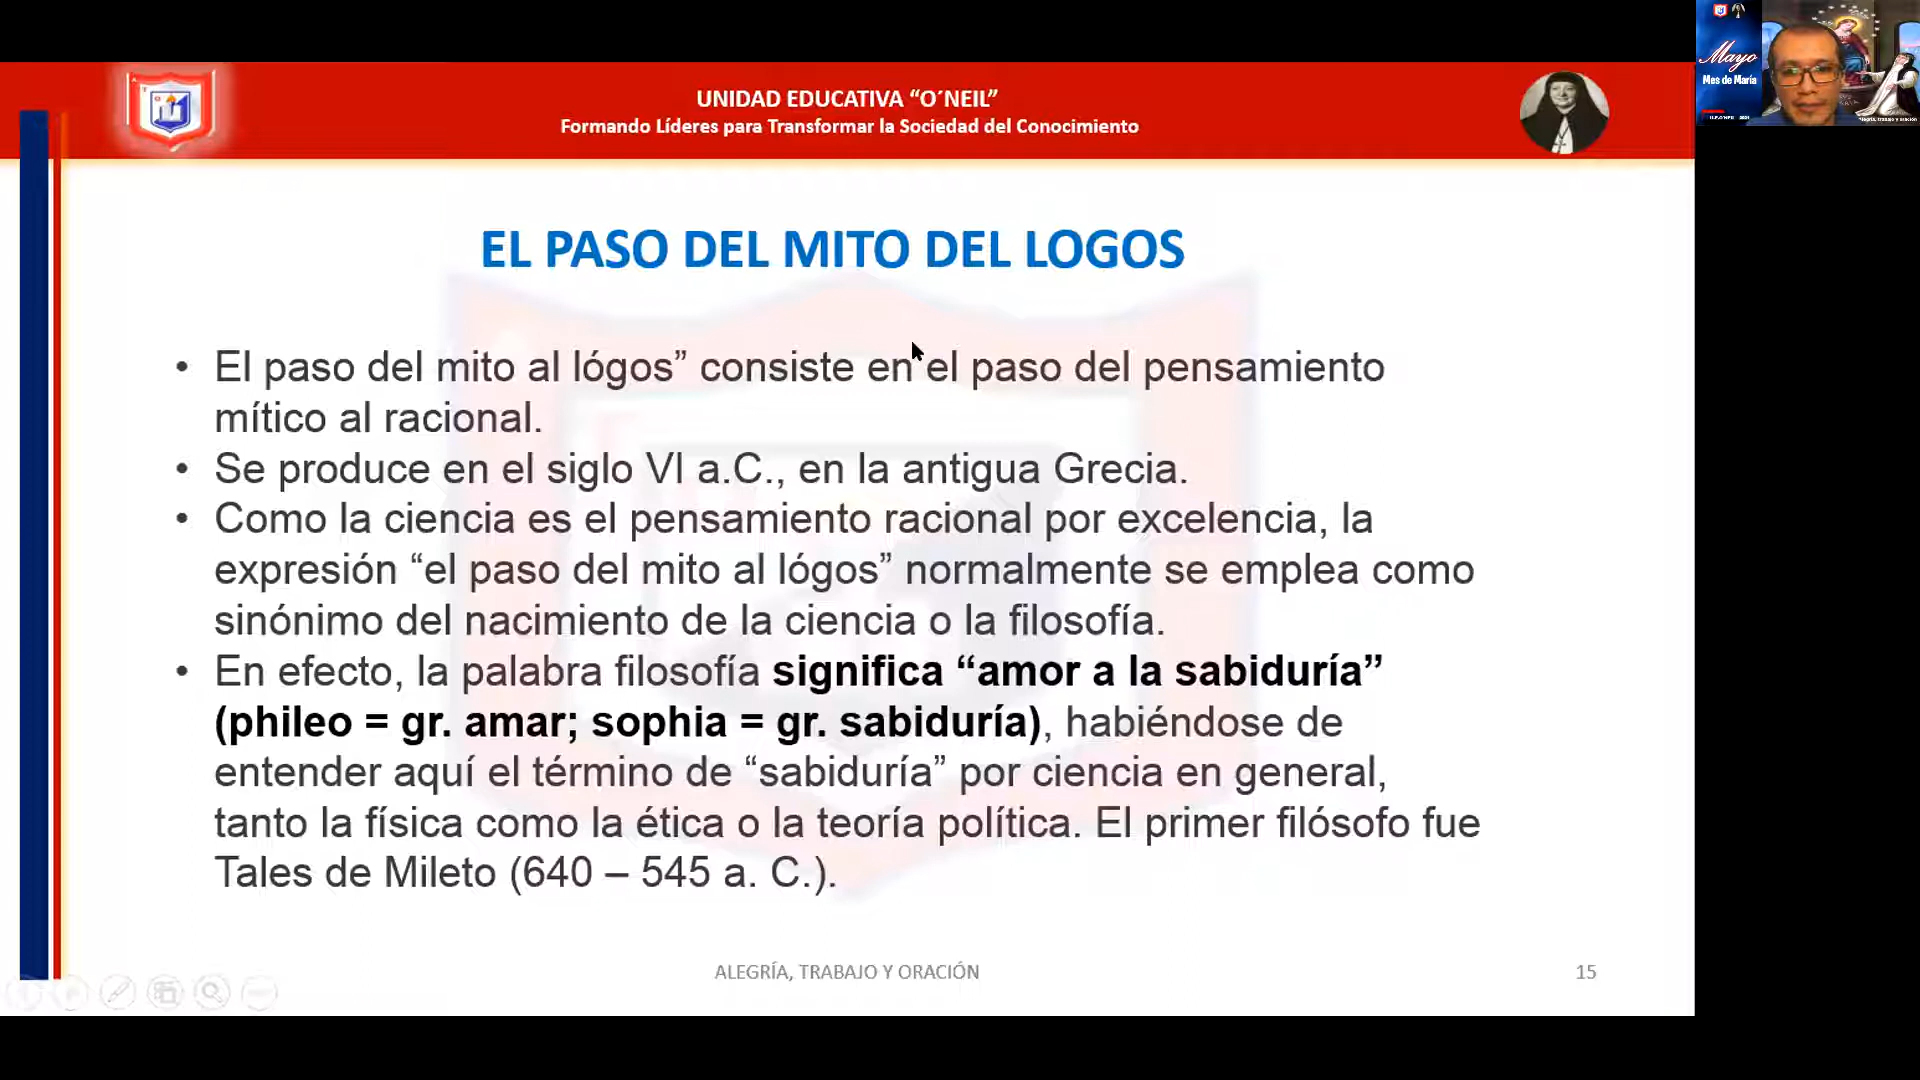 UNIDAD EDUCATIVA “O´NEIL”
Formando Líderes para Transformar la Sociedad del Conocimiento
Mayo
Mes de María
EL PASO DEL MITO DEL LOGOS
• El paso del mito al lógos” consiste en el paso del pensamiento
mítico al racional.
• Se produce en el siglo VI a.C., en la antigua Grecia.
• Como la ciencia es el pensamiento racional por excelencia, la
expresión “el paso del mito al lógos” normalmente se emplea como
sinónimo del nacimiento de la ciencia o la filosofía.
• En efecto, la palabra filosofía significa “amor a la sabiduría”
(phileo = gr. amar; sophia = gr. sabiduría), habiéndose de
entender aquí el término de “sabiduría” por ciencia en general,
tanto la física como la ética o la teoría política. El primer filósofo fue
Tales de Mileto (640 – 545 a. C.).
ALEGRÍA, TRABAJO Y ORACIÓN
15